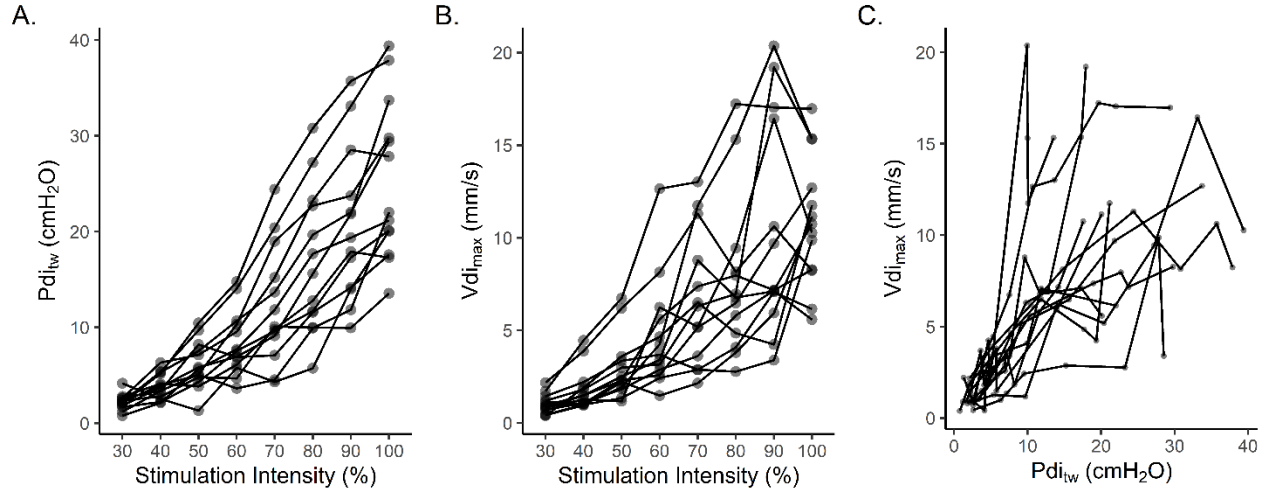 A.
40
30
20
10
0
Pdi_tw (cmH₂O)
30 40 50 60 70 80 90 100
Stimulation Intensity (%)
B.
20
15
10
5
0
Vdi_max (mm/s)
30 40 50 60 70 80 90 100
Stimulation Intensity (%)
C.
20
15
10
5
0
Vdi_max (mm/s)
0 10 20 30 40
Pdi_tw (cmH₂O)